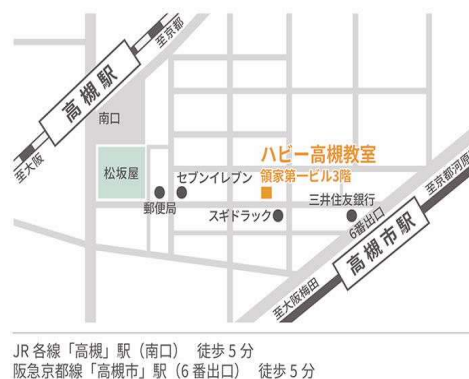 至京都
高槻駅
至大阪
南口
松坂屋
セブンイレブン
郵便局
ハビー高槻教室
領家第一ビル3階
スギドラック
三井住友銀行
6番出口
至京都河原
高槻市駅
至大阪梅田
JR各線「高槻」駅（南口） 徒歩5分
阪急京都線「高槻市」駅（6番出口） 徒歩5分